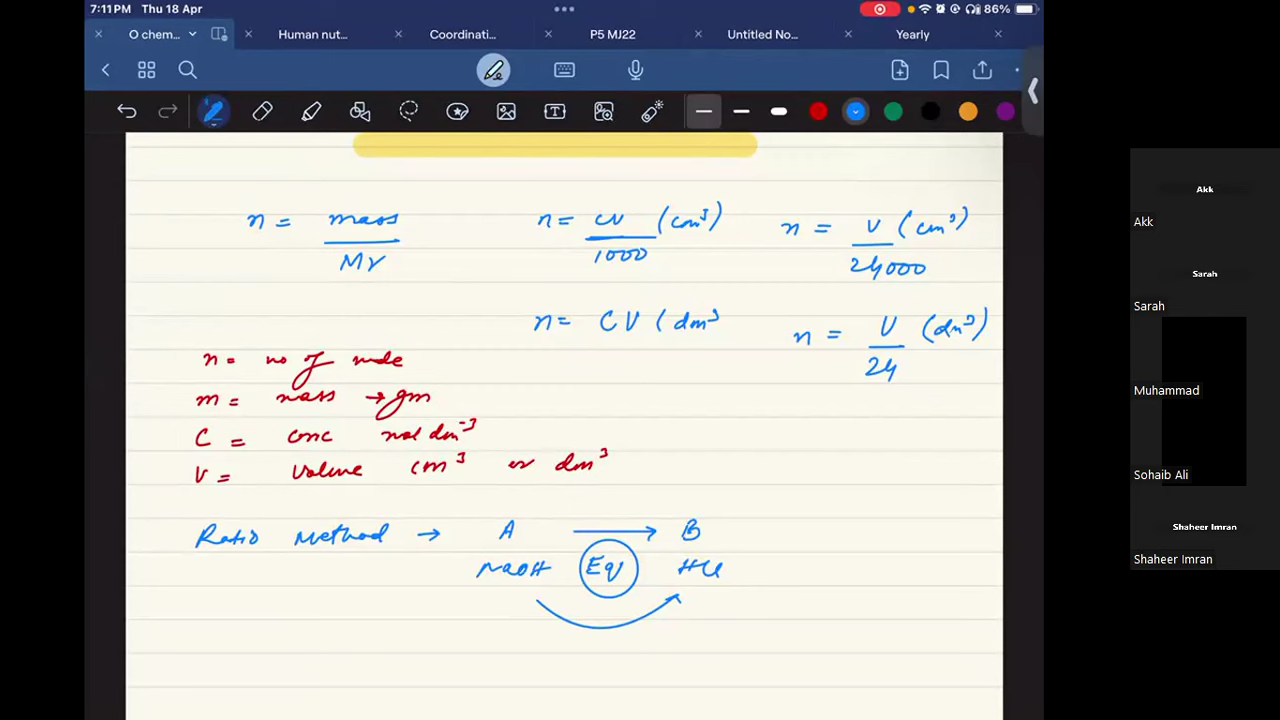 7:11PM Thu 18 Apr
86%
O chem...
Human nut...
Coordinati...
P5 MJ22
Untitled No...
Yearly
n = mass / Mr
n = CV (cm³) / 1000
n = V (cm³) / 24000
n = CV (dm³
n = V (dm³) / 24
n = no of mole
m = mass → gm
C = conc mol dm⁻³
V = volume cm³ or dm³
Ratio Method → A → B
NaOH Eq HCl
Akk
Akk
Sarah
Sarah
Muhammad
Sohaib Ali
Shaheer Imran
Shaheer Imran